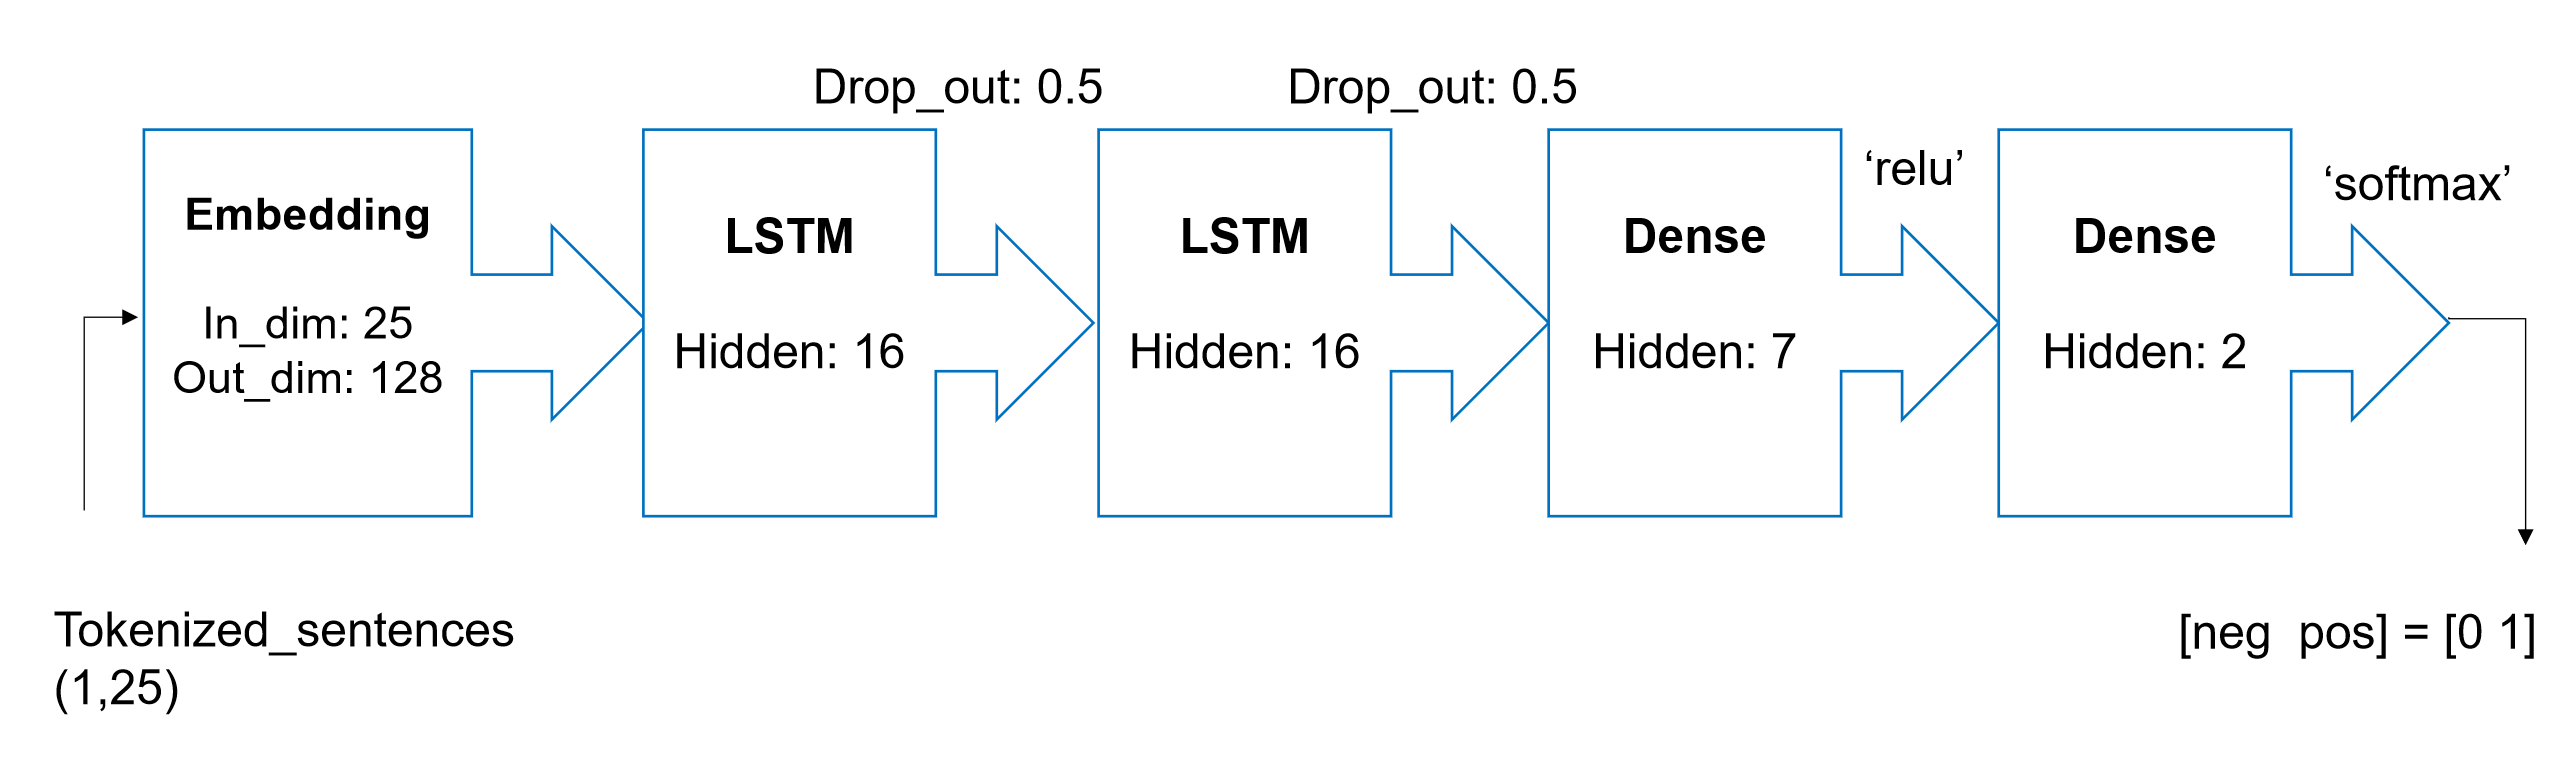 Drop_out: 0.5
Drop_out: 0.5
‘relu’
‘softmax’
Embedding
In_dim: 25
Out_dim: 128
LSTM
Hidden: 16
LSTM
Hidden: 16
Dense
Hidden: 7
Dense
Hidden: 2
Tokenized_sentences
(1,25)
[neg  pos] = [0 1]